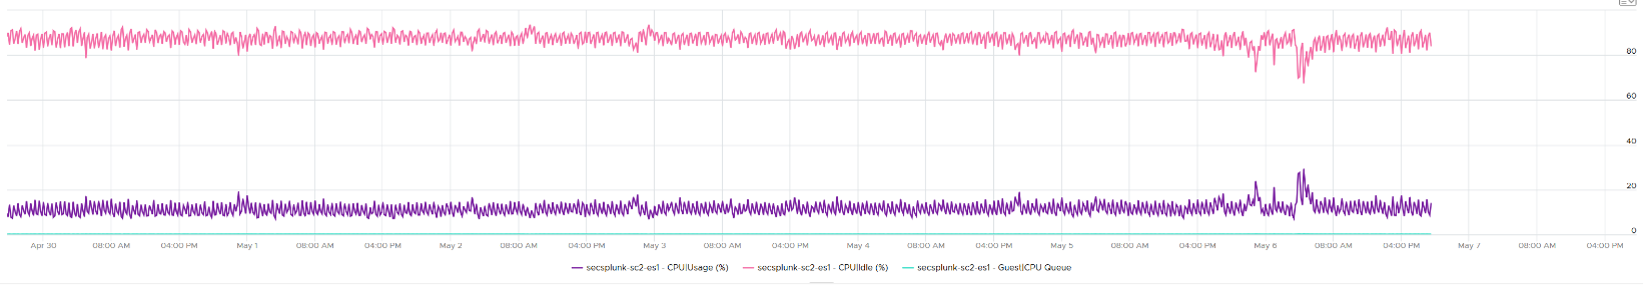 80
60
40
20
0
Apr 30 08:00 AM 04:00 PM May 1 08:00 AM 04:00 PM May 2 08:00 AM 04:00 PM May 3 08:00 AM 04:00 PM May 4 08:00 AM 04:00 PM May 5 08:00 AM 04:00 PM May 6 08:00 AM 04:00 PM May 7 08:00 AM 04:00 PM
secsplunk-sc2-es1 - CPU|Usage (%) secsplunk-sc2-es1 - CPU|Idle (%) secsplunk-sc2-es1 - Guest|CPU Queue